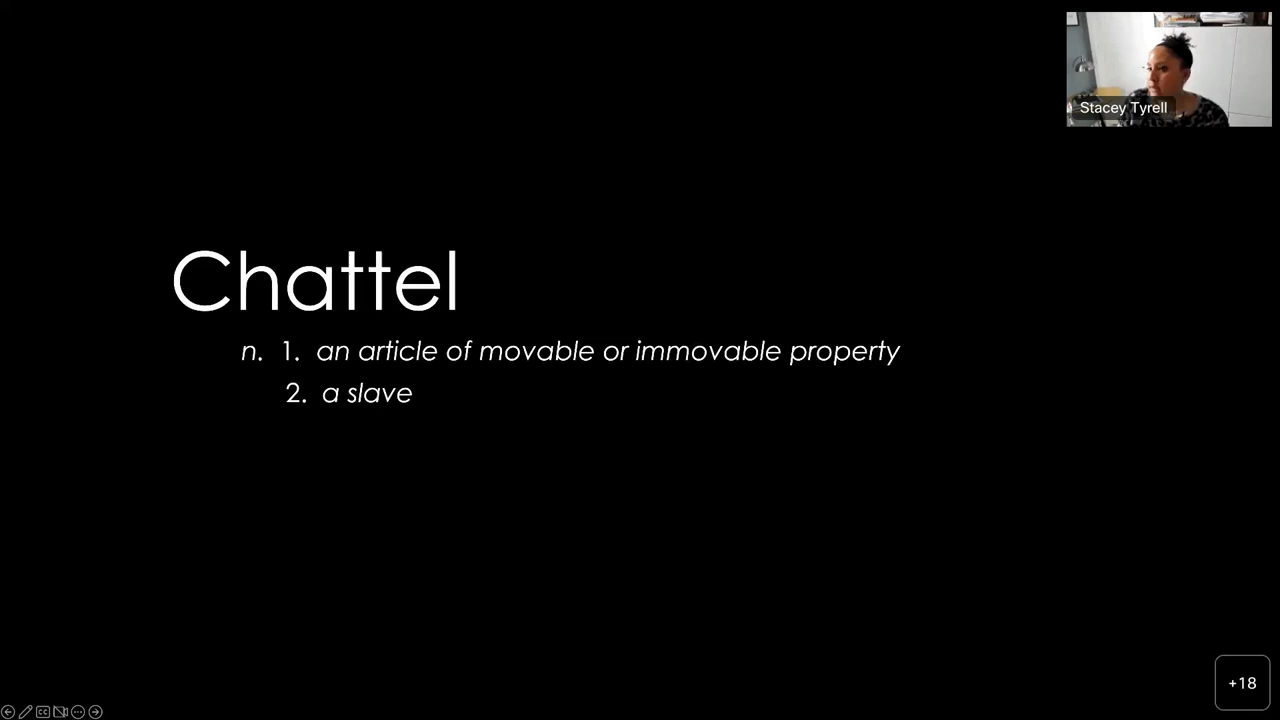 Stacey Tyrell
Chattel
n. 1. an article of movable or immovable property
2. a slave
+18